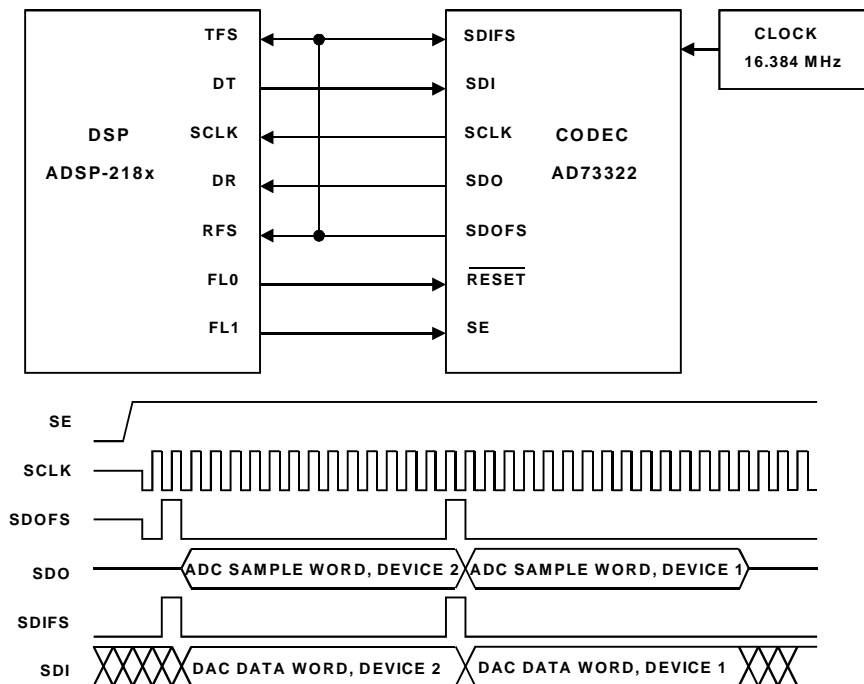 TFS
SDIFS
CLOCK
16.384 MHz
DT
SDI
DSP
ADSP-218x
SCLK
SCLK
CODEC
AD73322
DR
SDO
RFS
SDOFS
FL0
RESET
FL1
SE
SE
SCLK
SDOFS
SDO
ADC SAMPLE WORD, DEVICE 2
ADC SAMPLE WORD, DEVICE 1
SDIFS
SDI
DAC DATA WORD, DEVICE 2
DAC DATA WORD, DEVICE 1